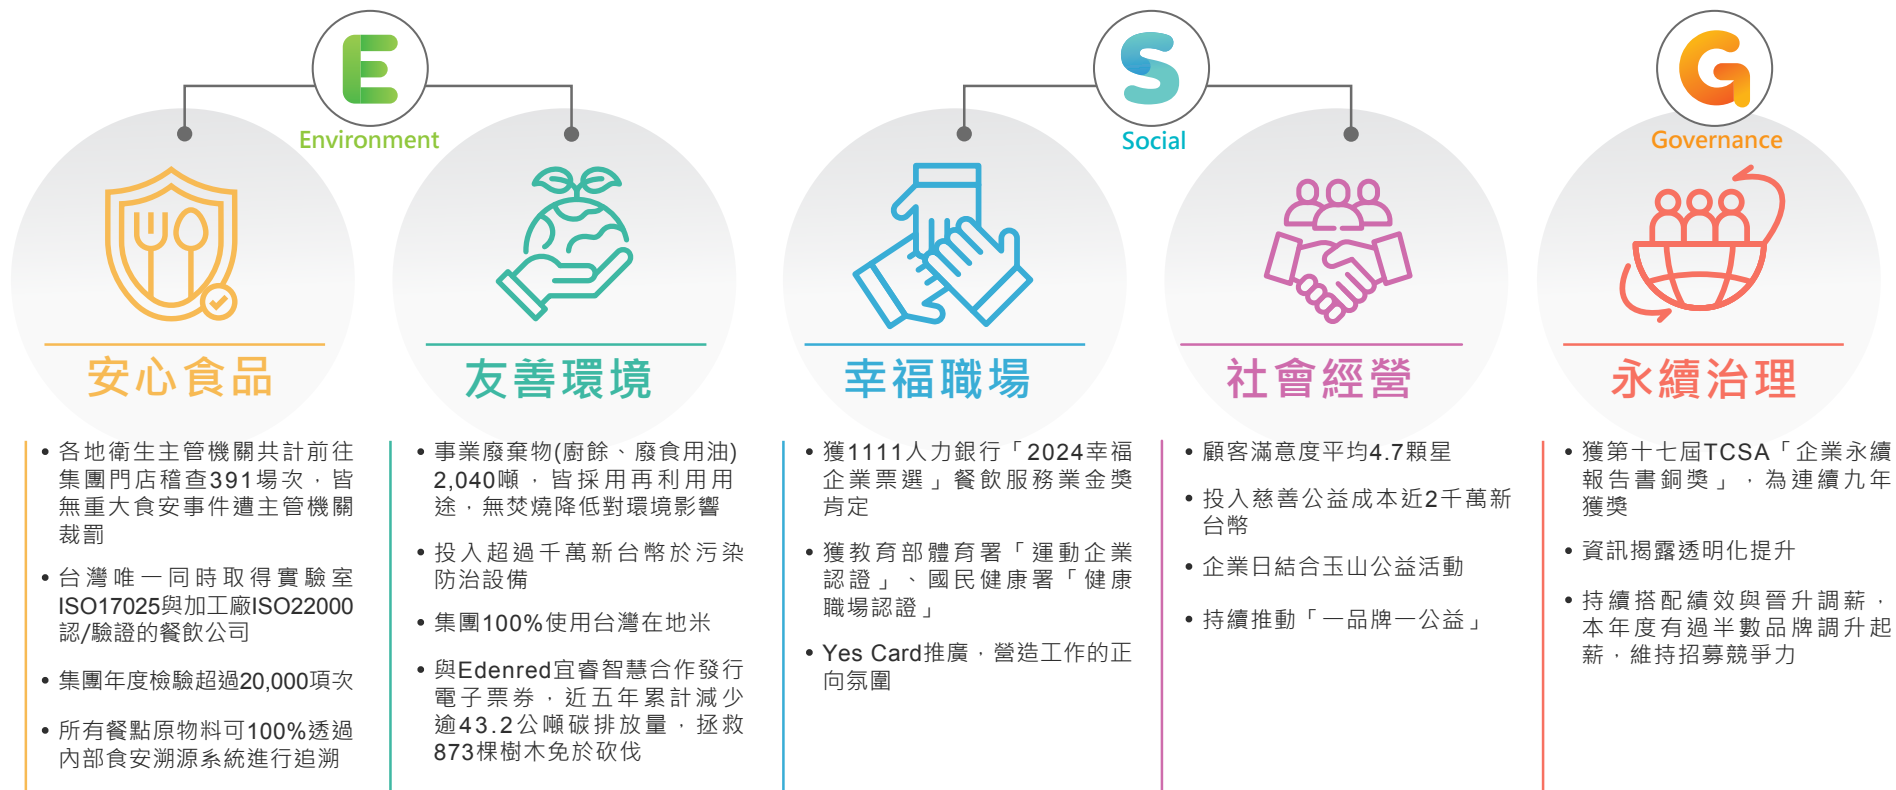 E
Environment
安心食品
各地衛生主管機關共計前往
集團門店稽查391場次，皆
無重大食安事件遭主管機關
裁罰
台灣唯一同時取得實驗室
ISO17025與加工廠ISO22000
認/驗證的餐飲公司
集團年度檢驗超過20,000項次
所有餐點原物料可100%透過
內部食安溯源系統進行追溯
友善環境
事業廢棄物(廚餘、廢食用油)
2,040噸，皆採用再利用用
途，無焚燒降低對環境影響
投入超過千萬新台幣於污染
防治設備
集團100%使用台灣在地米
與Edenred宜睿智慧合作發行
電子票券，近五年累計減少
逾43.2公噸碳排放量，拯救
873棵樹木免於砍伐
S
Social
幸福職場
獲1111人力銀行「2024幸福
企業票選」餐飲服務業金獎
肯定
獲教育部體育署「運動企業
認證」、國民健康署「健康
職場認證」
Yes Card推廣，營造工作的正
向氛圍
社會經營
顧客滿意度平均4.7顆星
投入慈善公益成本近2千萬新
台幣
企業日結合玉山公益活動
持續推動「一品牌一公益」
G
Governance
永續治理
獲第十七屆TCSA「企業永續
報告書銅獎」，為連續九年
獲獎
資訊揭露透明化提升
持續搭配績效與晉升調薪，
本年度有過半數品牌調升起
薪，維持招募競爭力